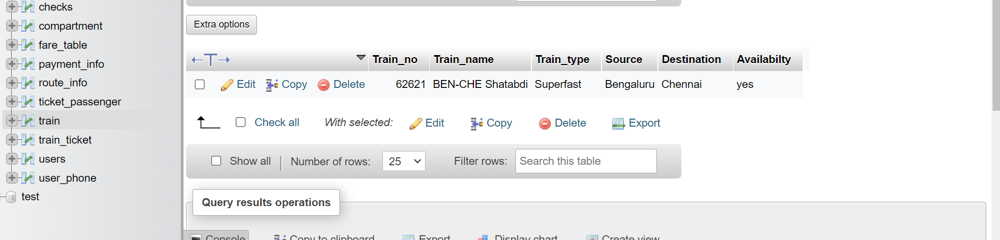 checks
compartment
fare_table
payment_info
route_info
ticket_passenger
train
train_ticket
users
user_phone
test
Extra options
←T→ Train_no Train_name Train_type Source Destination Availabilty
Edit Copy Delete 62621 BEN-CHE Shatabdi Superfast Bengaluru Chennai yes
Check all With selected: Edit Copy Delete Export
Show all Number of rows: 25 Filter rows: Search this table
Query results operations
Console Copy to clipboard Export Display chart Create view